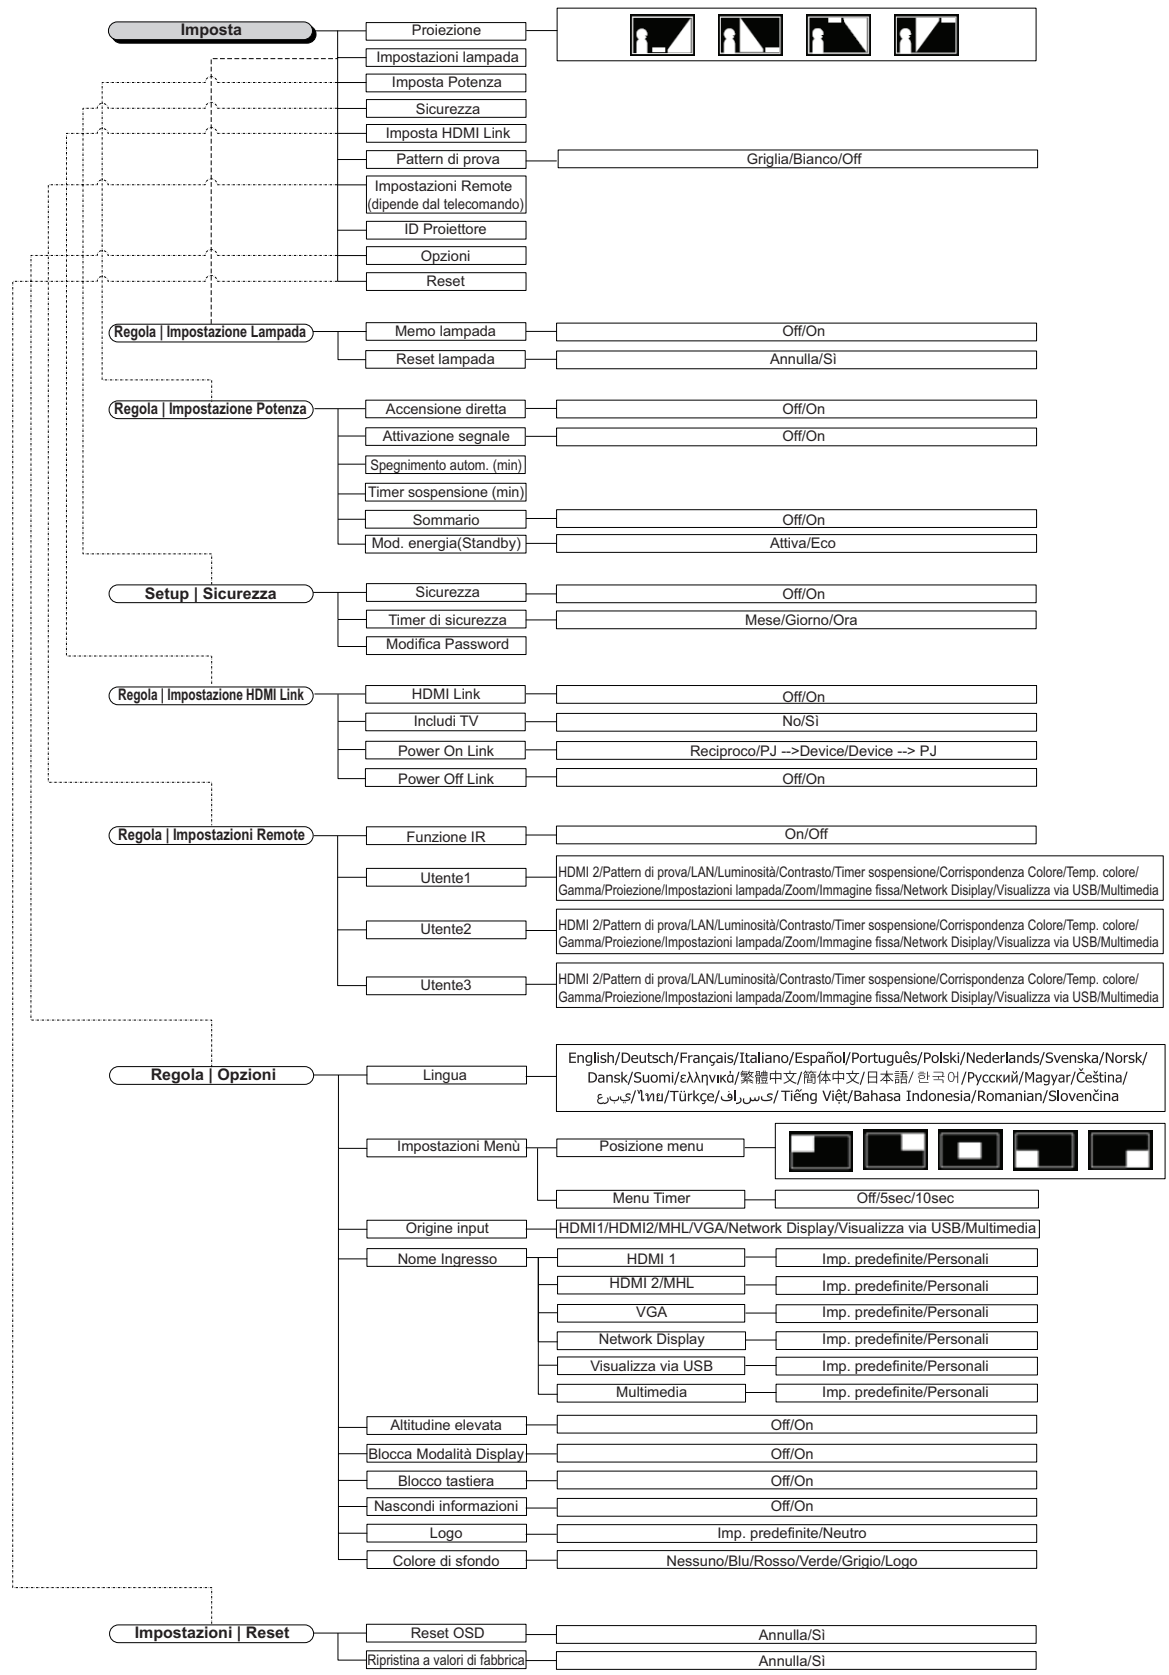 Imposta
Proiezione
Impostazioni lampada
Imposta Potenza
Sicurezza
Imposta HDMI Link
Pattern di prova
Griglia/Bianco/Off
Impostazioni Remote
(dipende dal telecomando)
ID Proiettore
Opzioni
Reset
Regola | Impostazione Lampada
Memo lampada
Off/On
Reset lampada
Annulla/Sì
Regola | Impostazione Potenza
Accensione diretta
Off/On
Attivazione segnale
Off/On
Spegnimento autom. (min)
Timer sospensione (min)
Sommario
Off/On
Mod. energia(Standby)
Attiva/Eco
Setup | Sicurezza
Sicurezza
Off/On
Timer di sicurezza
Mese/Giorno/Ora
Modifica Password
Regola | Impostazione HDMI Link
HDMI Link
Off/On
Includi TV
No/Sì
Power On Link
Reciproco/PJ -->Device/Device --> PJ
Power Off Link
Off/On
Regola | Impostazioni Remote
Funzione IR
On/Off
Utente1
HDMI 2/Pattern di prova/LAN/Luminosità/Contrasto/Timer sospensione/Corrispondenza Colore/Temp. colore/
Gamma/Proiezione/Impostazioni lampada/Zoom/Immagine fissa/Network Disiplay/Visualizza via USB/Multimedia
Utente2
HDMI 2/Pattern di prova/LAN/Luminosità/Contrasto/Timer sospensione/Corrispondenza Colore/Temp. colore/
Gamma/Proiezione/Impostazioni lampada/Zoom/Immagine fissa/Network Disiplay/Visualizza via USB/Multimedia
Utente3
HDMI 2/Pattern di prova/LAN/Luminosità/Contrasto/Timer sospensione/Corrispondenza Colore/Temp. colore/
Gamma/Proiezione/Impostazioni lampada/Zoom/Immagine fissa/Network Disiplay/Visualizza via USB/Multimedia
Regola | Opzioni
Lingua
English/Deutsch/Français/Italiano/Español/Português/Polski/Nederlands/Svenska/Norsk/
Dansk/Suomi/ελληνικά/繁體中文/簡体中文/日本語/한국어/Русский/Magyar/Čeština/
ﻱﺏﺭﻉ/ไทย/Türkçe/ﯼﺱﺭﺍﻑ/Tiếng Việt/Bahasa Indonesia/Romanian/Slovenčina
Impostazioni Menù
Posizione menu
Menu Timer
Off/5sec/10sec
Origine input
HDMI1/HDMI2/MHL/VGA/Network Display/Visualizza via USB/Multimedia
Nome Ingresso
HDMI 1
Imp. predefinite/Personali
HDMI 2/MHL
Imp. predefinite/Personali
VGA
Imp. predefinite/Personali
Network Display
Imp. predefinite/Personali
Visualizza via USB
Imp. predefinite/Personali
Multimedia
Imp. predefinite/Personali
Altitudine elevata
Off/On
Blocca Modalità Display
Off/On
Blocco tastiera
Off/On
Nascondi informazioni
Off/On
Logo
Imp. predefinite/Neutro
Colore di sfondo
Nessuno/Blu/Rosso/Verde/Grigio/Logo
Impostazioni | Reset
Reset OSD
Annulla/Sì
Ripristina a valori di fabbrica
Annulla/Sì